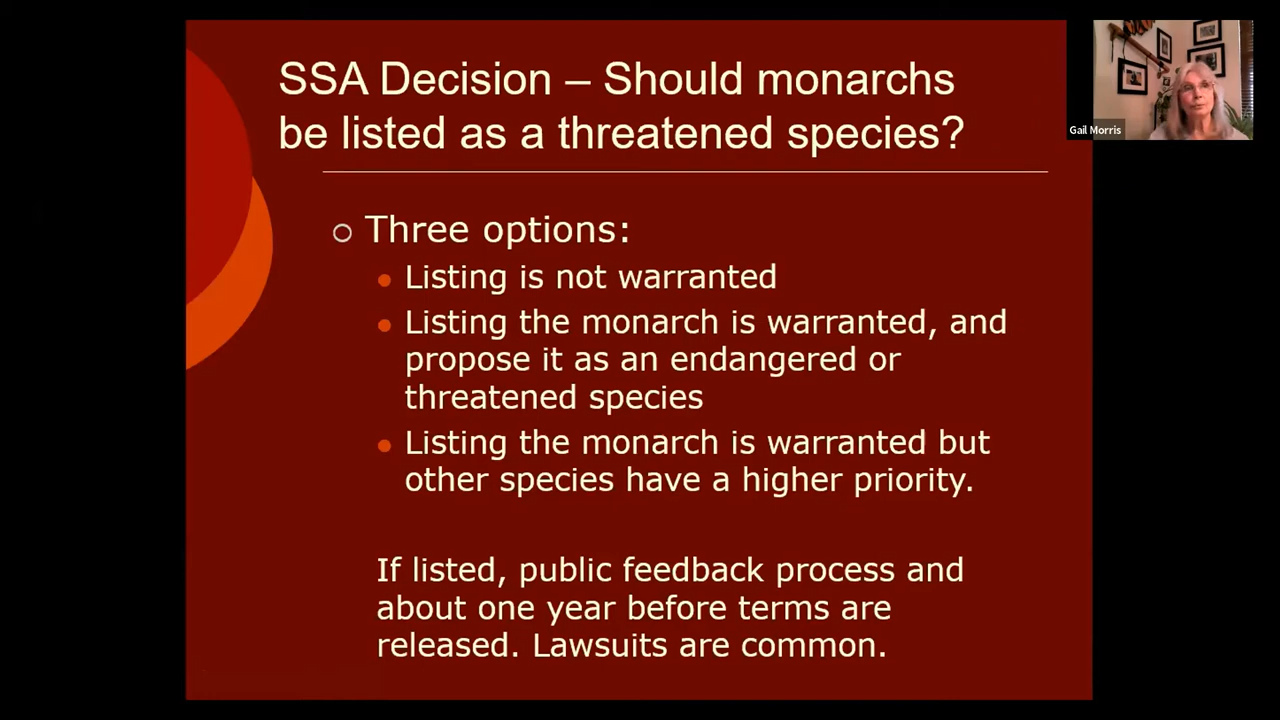 SSA Decision – Should monarchs
be listed as a threatened species?
Gail Morris
Three options:
Listing is not warranted
Listing the monarch is warranted, and
propose it as an endangered or
threatened species
Listing the monarch is warranted but
other species have a higher priority.
If listed, public feedback process and
about one year before terms are
released. Lawsuits are common.